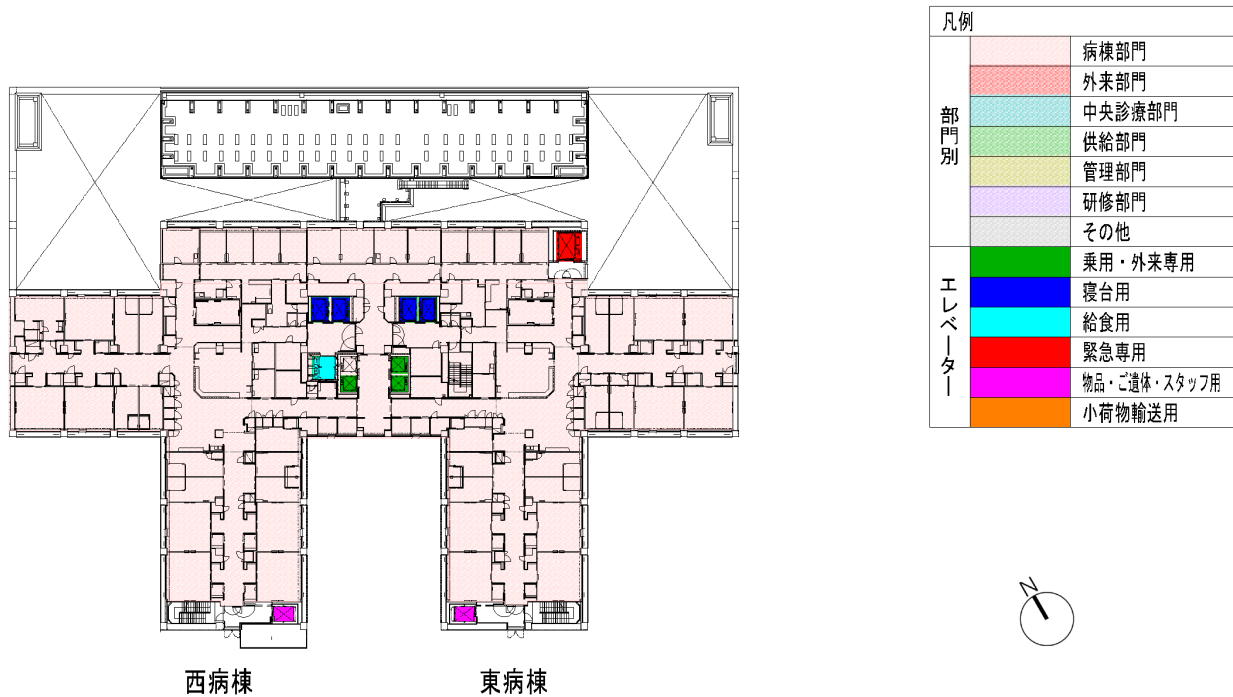 凡例
部門別
病棟部門
外来部門
中央診療部門
供給部門
管理部門
研修部門
その他
エレベーター
乗用・外来専用
寝台用
給食用
緊急専用
物品・ご遺体・スタッフ用
小荷物輸送用
N
西病棟
東病棟